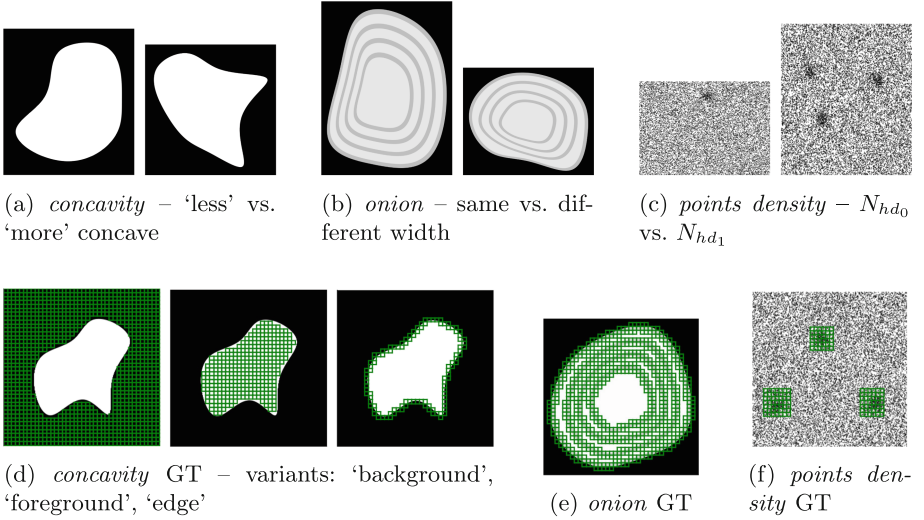 (a) concavity – ‘less’ vs.
‘more’ concave
(b) onion – same vs. dif-
ferent width
(c) points density – N_{hd_0}
vs. N_{hd_1}
(d) concavity GT – variants: ‘background’,
‘foreground’, ‘edge’
(e) onion GT
(f) points den-
sity GT